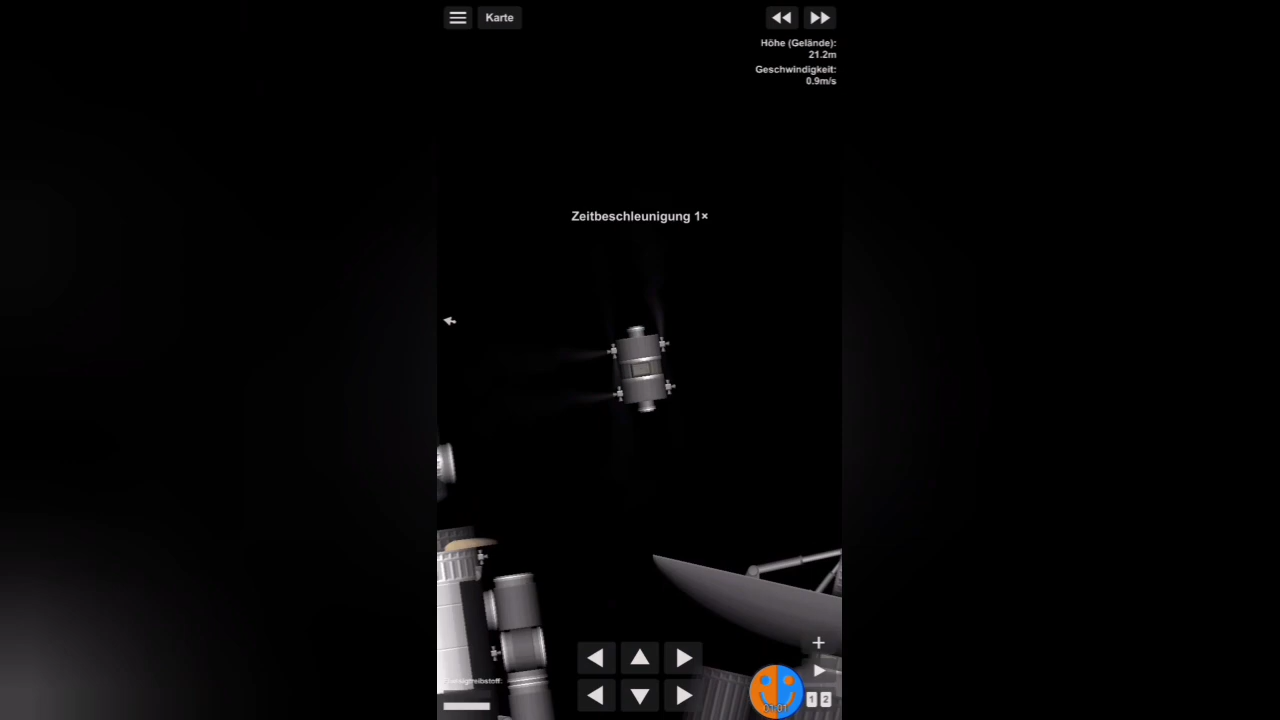 Karte
Höhe (Gelände):
21.2m
Geschwindigkeit:
0.9m/s
Zeitbeschleunigung 1×
1 2